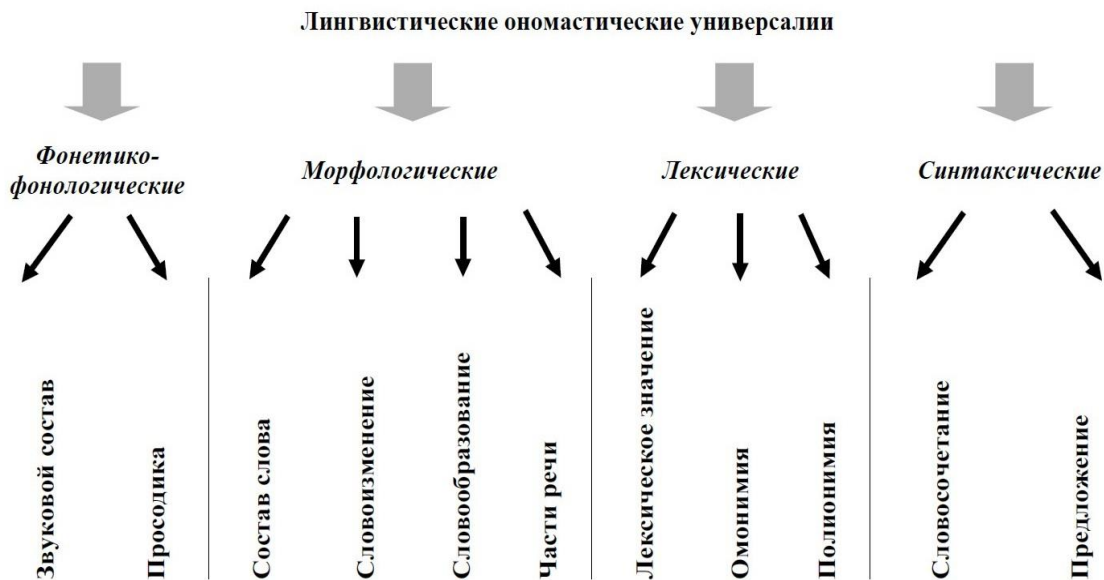 Лингвистические ономастические универсалии
Фонетико-
фонологические
Морфологические
Лексические
Синтаксические
Звуковой состав
Просодика
Состав слова
Словоизменение
Словообразование
Части речи
Лексическое значение
Омонимия
Полионимия
Словосочетание
Предложение